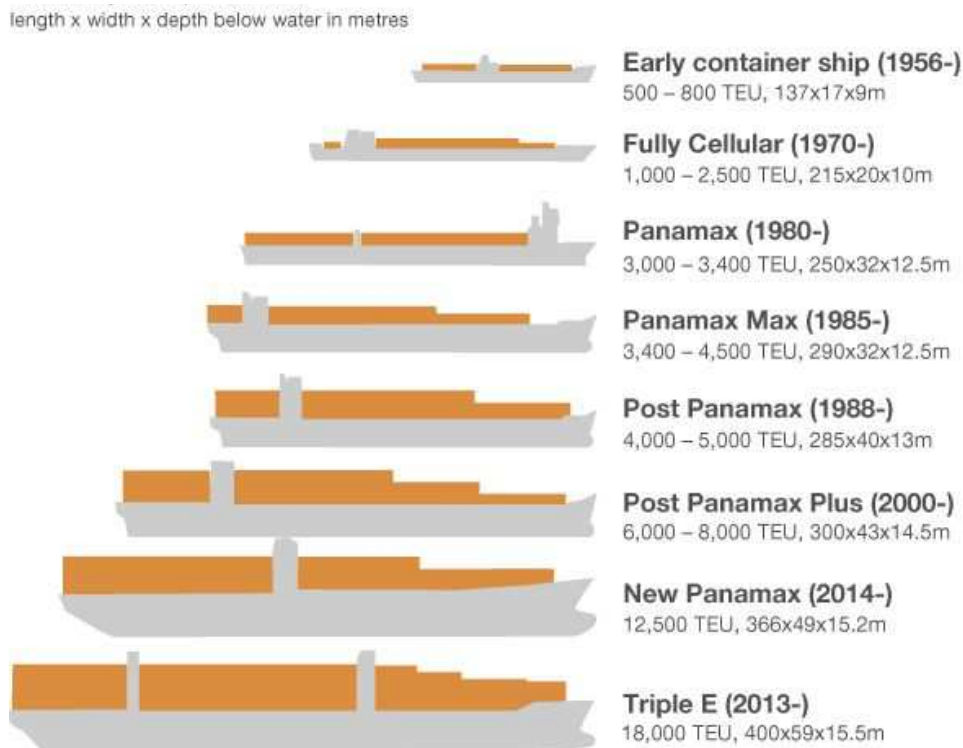 length x width x depth below water in metres
Early container ship (1956-)
500 – 800 TEU, 137x17x9m
Fully Cellular (1970-)
1,000 – 2,500 TEU, 215x20x10m
Panamax (1980-)
3,000 – 3,400 TEU, 250x32x12.5m
Panamax Max (1985-)
3,400 – 4,500 TEU, 290x32x12.5m
Post Panamax (1988-)
4,000 – 5,000 TEU, 285x40x13m
Post Panamax Plus (2000-)
6,000 – 8,000 TEU, 300x43x14.5m
New Panamax (2014-)
12,500 TEU, 366x49x15.2m
Triple E (2013-)
18,000 TEU, 400x59x15.5m